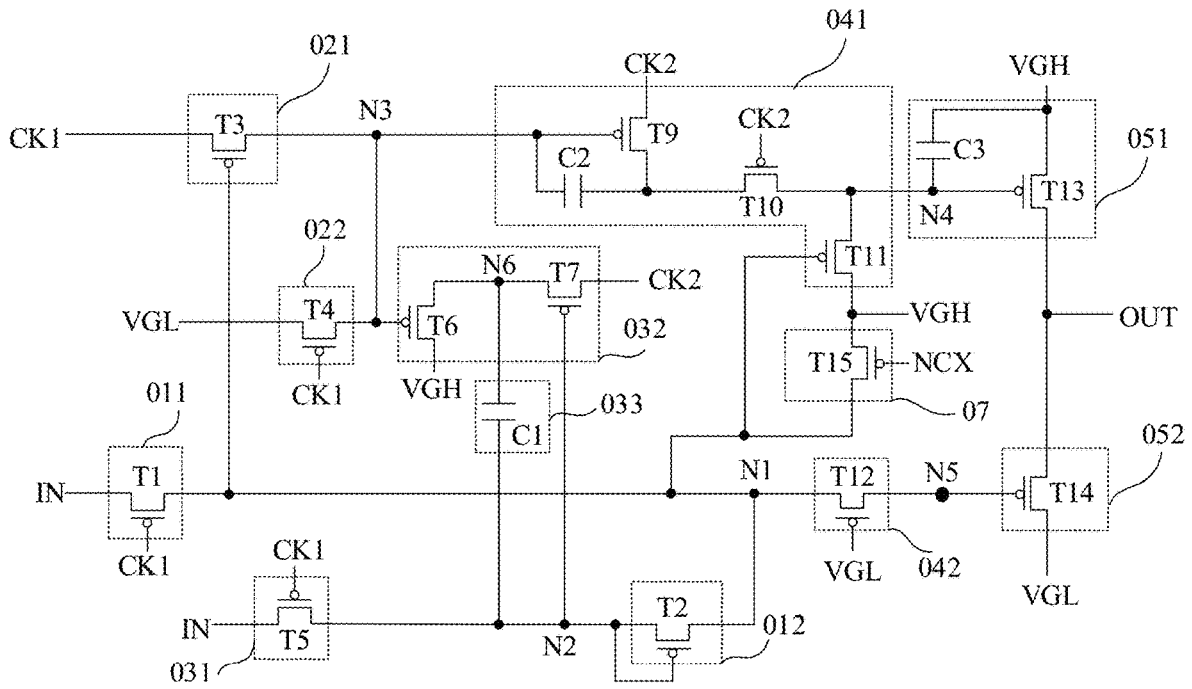 021
041
CK2
VGH
CK1
T3
N3
T9
CK2
C2
C3
051
T10
N4
T13
022
N6
T7
T11
CK2
VGL
T4
T6
032
VGH
OUT
CK1
VGH
T15
NCX
011
033
C1
07
T1
N1
T12
N5
052
IN
T14
CK1
CK1
VGL
042
VGL
T2
012
IN
T5
N2
031